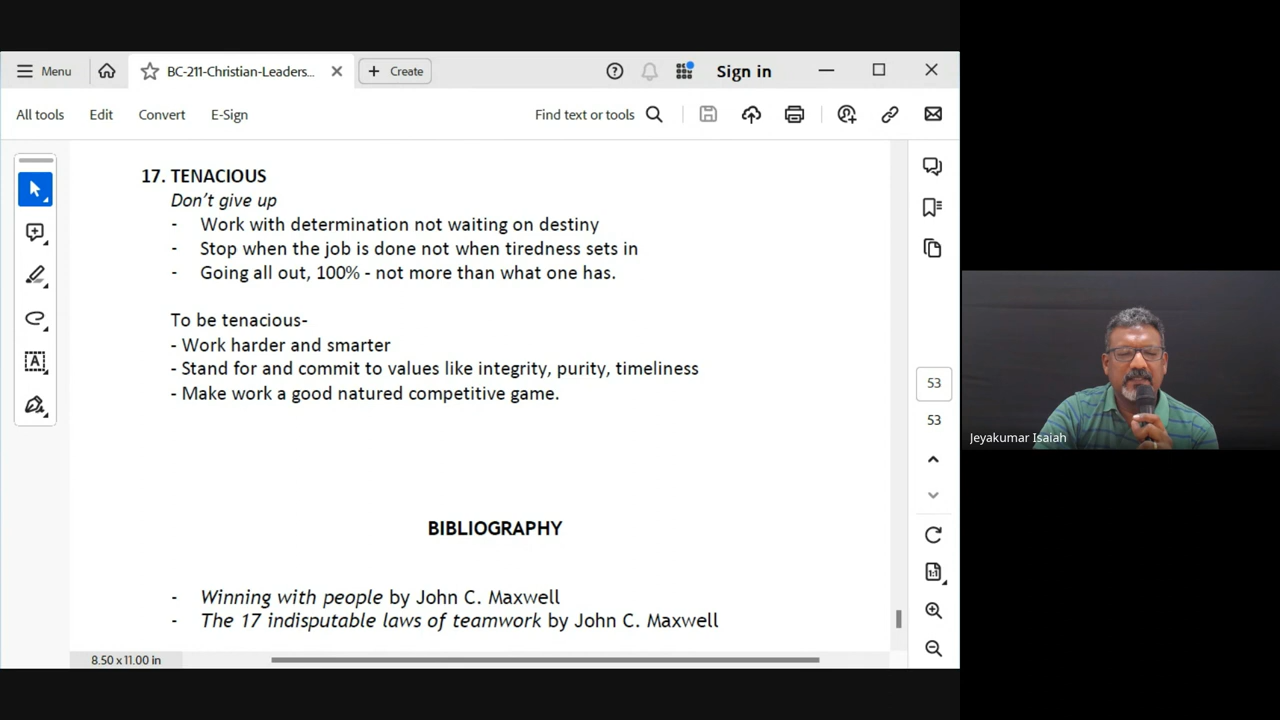 Menu
BC-211-Christian-Leaders...
Create
Sign in
All tools
Edit
Convert
E-Sign
Find text or tools
17. TENACIOUS
Don't give up
- Work with determination not waiting on destiny
- Stop when the job is done not when tiredness sets in
- Going all out, 100% - not more than what one has.
To be tenacious-
- Work harder and smarter
- Stand for and commit to values like integrity, purity, timeliness
- Make work a good natured competitive game.
BIBLIOGRAPHY
- Winning with people by John C. Maxwell
- The 17 indisputable laws of teamwork by John C. Maxwell
8.50 x 11.00 in
53
53
1:1
Jeyakumar Isaiah